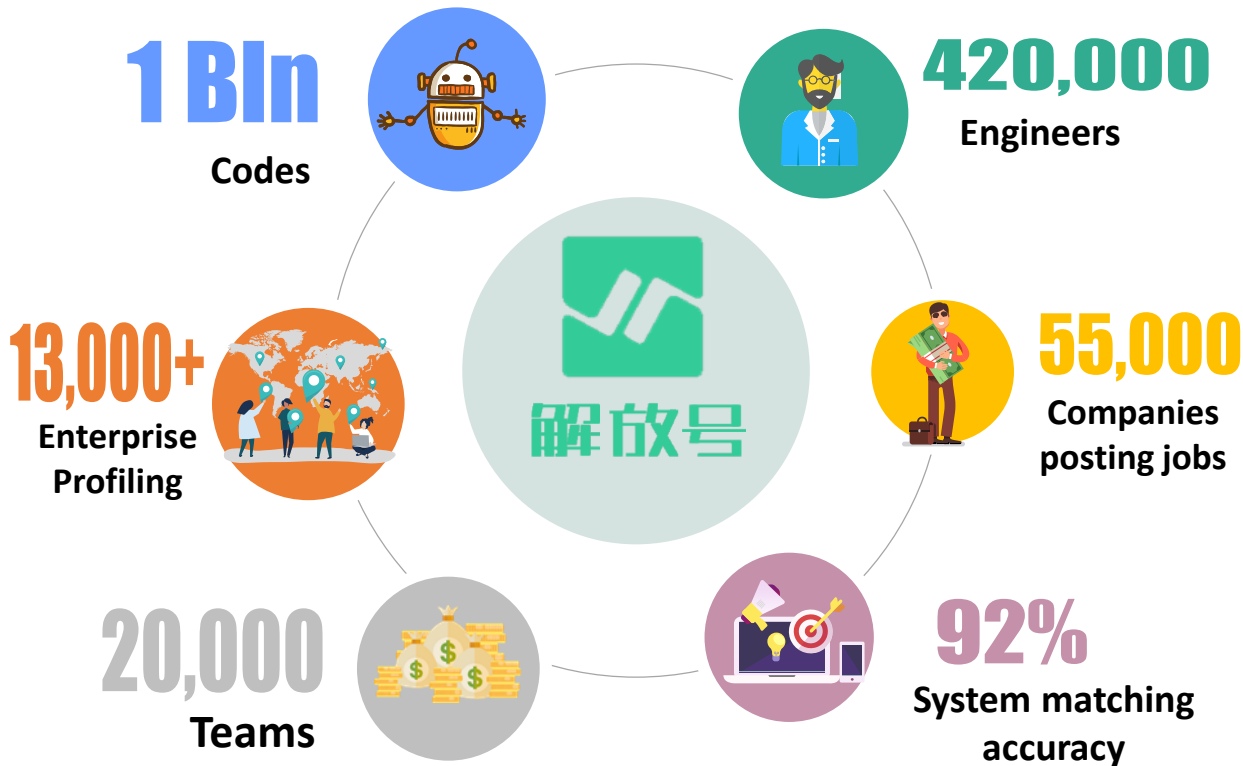 1 Bln
Codes
420,000
Engineers
13,000+
Enterprise
Profiling
解放号
55,000
Companies
posting jobs
20,000
Teams
92%
System matching
accuracy